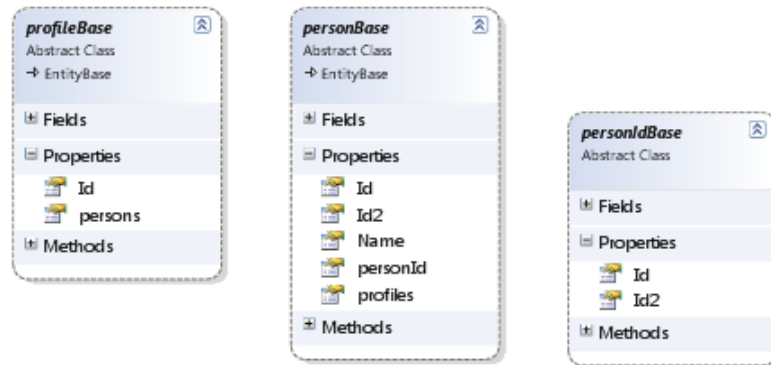 profileBase
Abstract Class
EntityBase
Fields
Properties
Id
persons
Methods
personBase
Abstract Class
EntityBase
Fields
Properties
Id
Id2
Name
personId
profiles
Methods
personIdBase
Abstract Class
Fields
Properties
Id
Id2
Methods